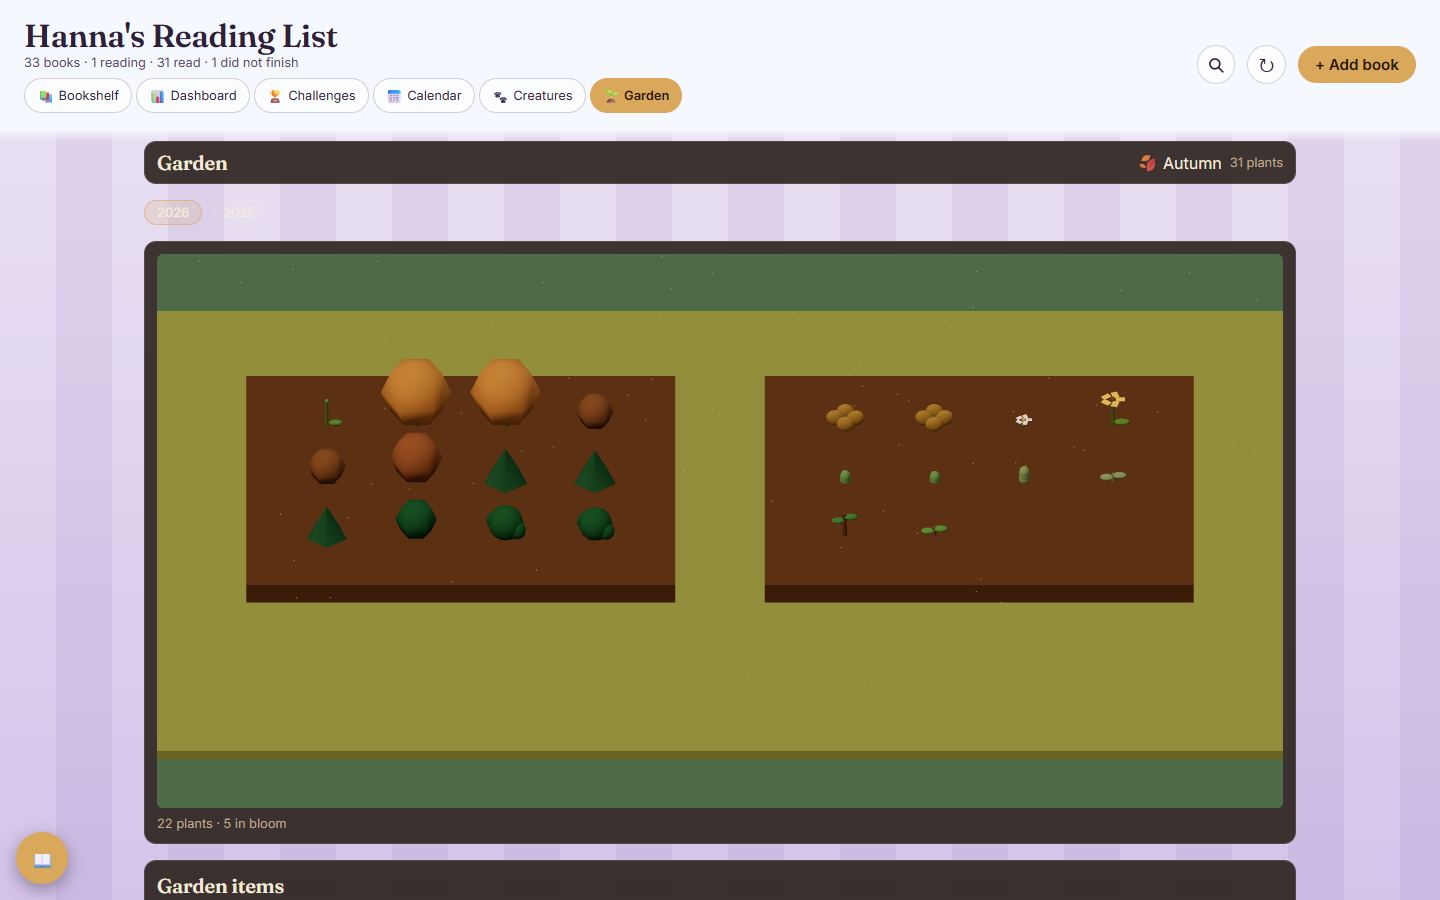 Hanna's Reading List
33 books · 1 reading · 31 read · 1 did not finish
Bookshelf
Dashboard
Challenges
Calendar
Creatures
Garden
+ Add book
Garden
Autumn 31 plants
2026
2025
22 plants · 5 in bloom
Garden items